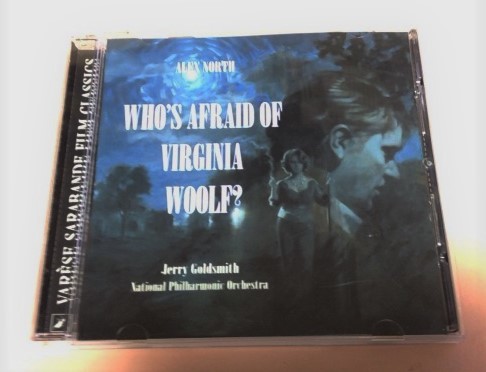 ALEX NORTH
WHO'S AFRAID OF
VIRGINIA
WOOLF?
Jerry Goldsmith
National Philharmonic Orchestra
VARÈSE SARABANDE FILM CLASSICS